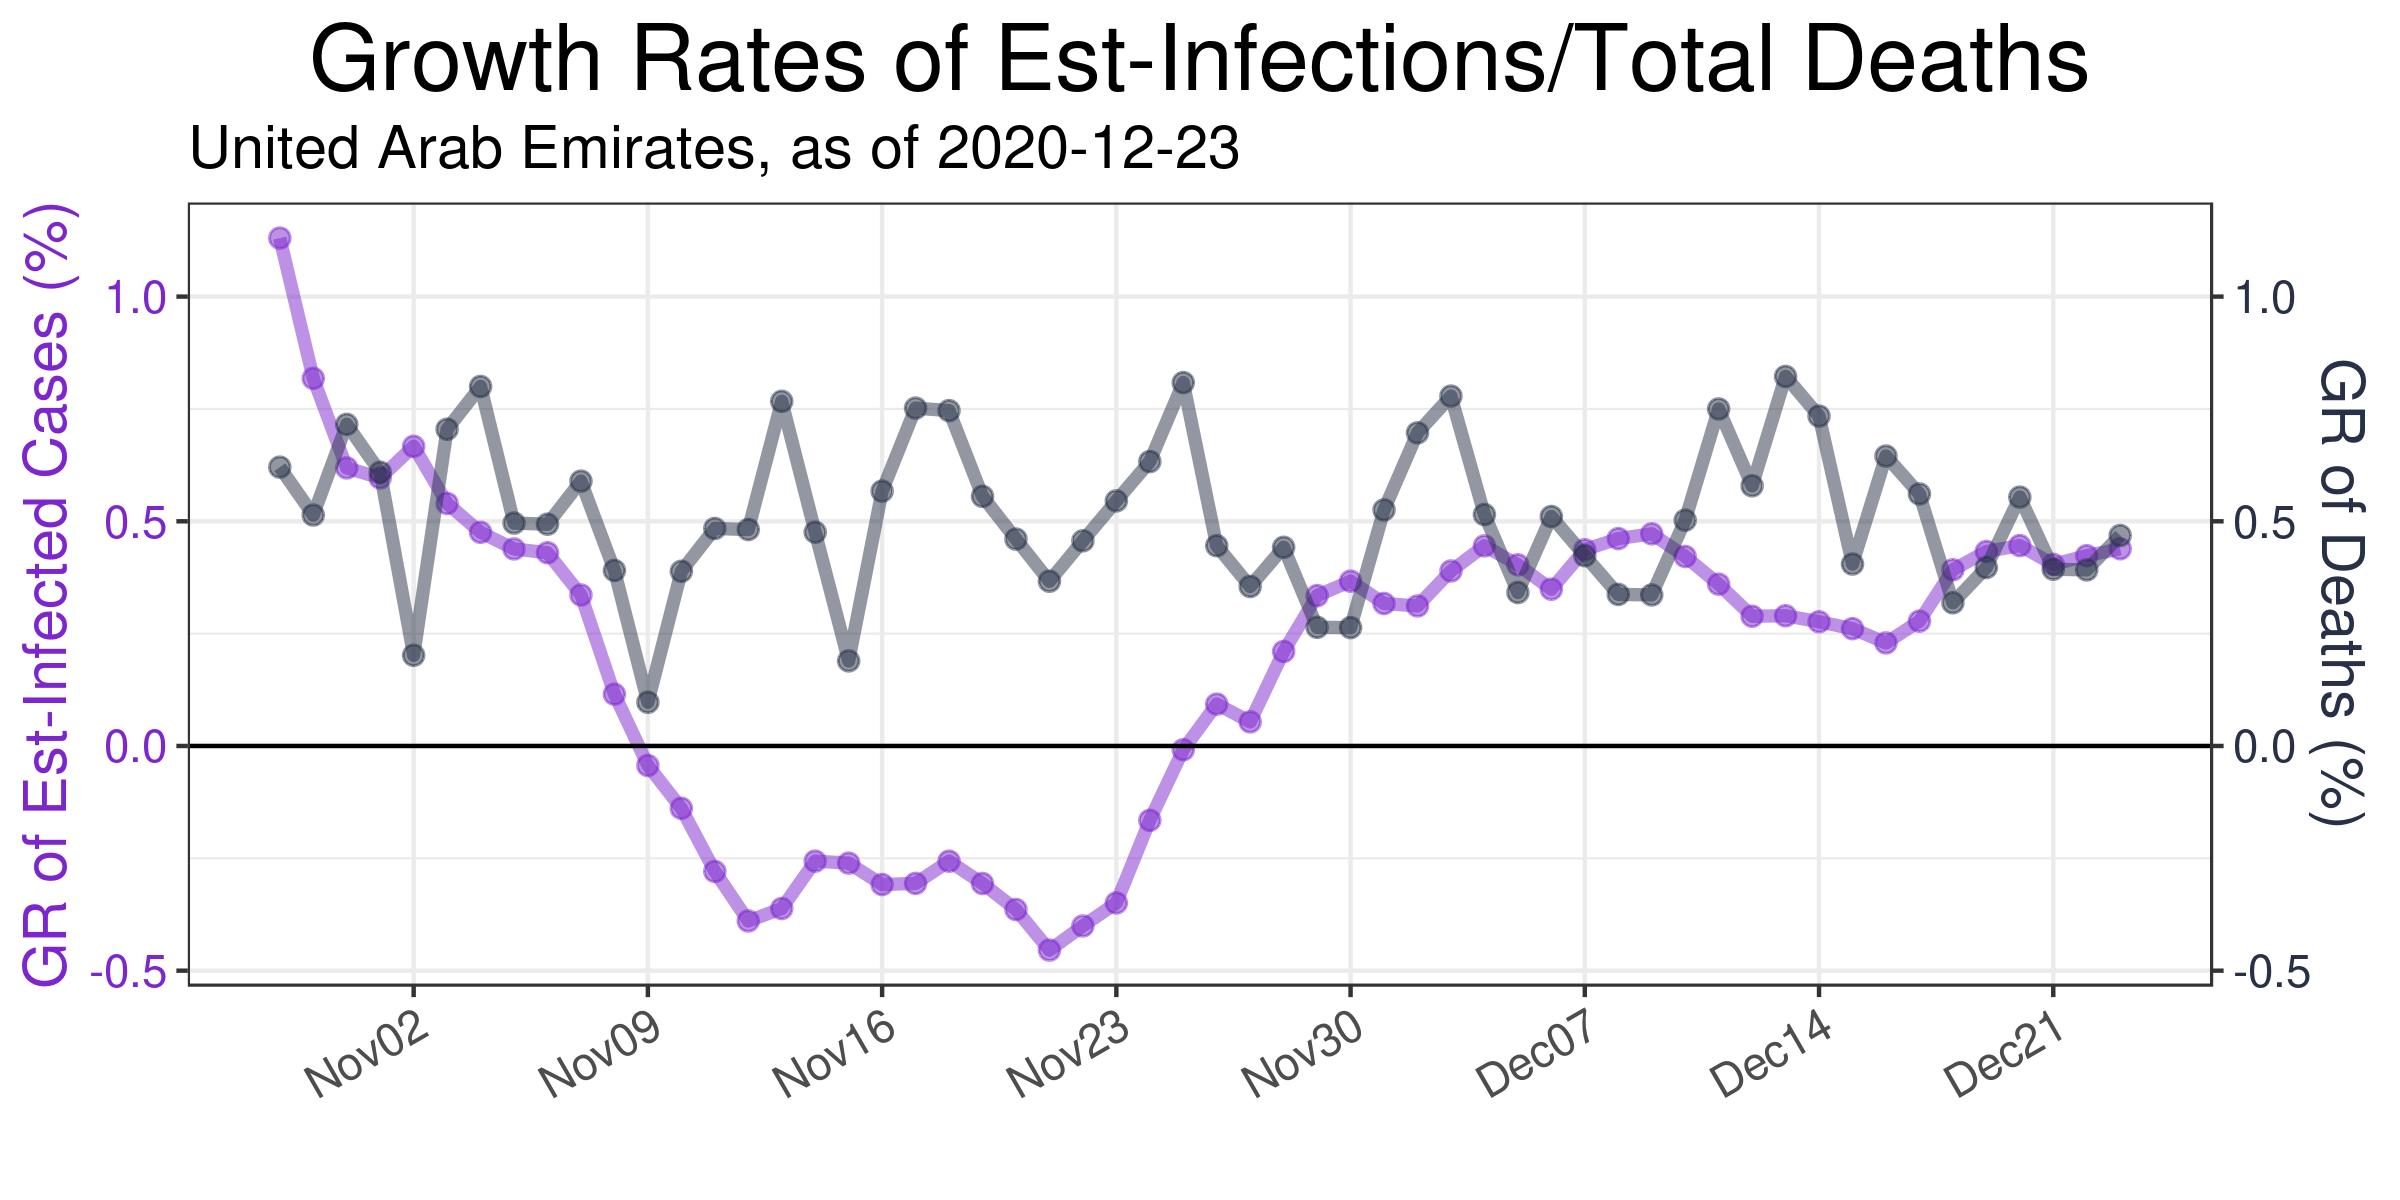 Growth Rates of Est-Infections/Total Deaths
United Arab Emirates, as of 2020-12-23
GR of Est-Infected Cases (%)
1.0
0.5
0.0
-0.5
1.0
0.5
0.0
-0.5
GR of Deaths (%)
Nov02
Nov09
Nov16
Nov23
Nov30
Dec07
Dec14
Dec21